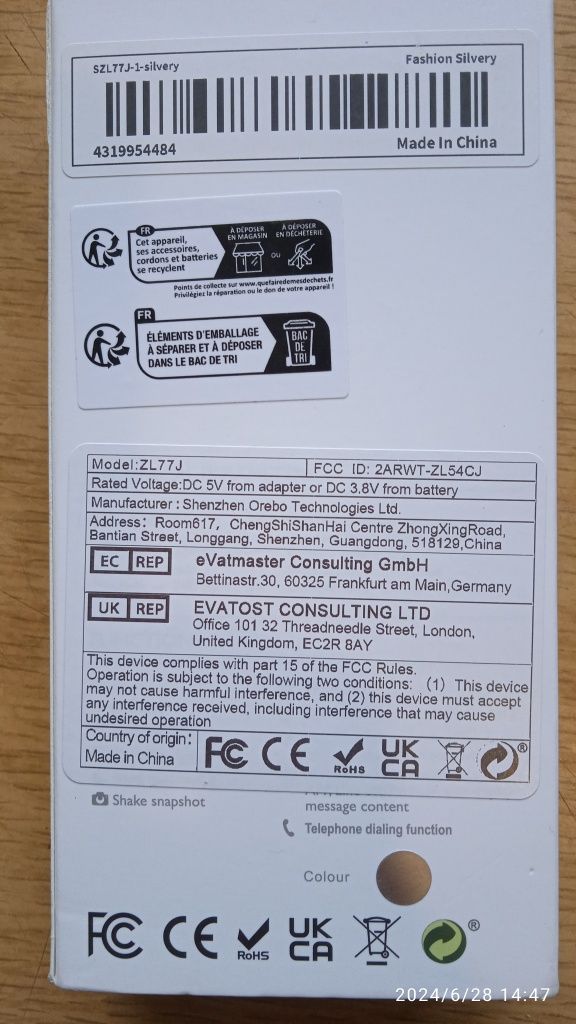 SZL77J-1-silvery
Fashion Silvery
4319954484
Made In China
FR
Cet appareil,
ses accessoires,
cordons et batteries
se recyclent
À DÉPOSER
EN MAGASIN
OU
À DÉPOSER
EN DÉCHÈTERIE
Points de collecte sur www.quefairedemesdechets.fr
Privilégiez la réparation ou le don de votre appareil !
FR
ÉLÉMENTS D'EMBALLAGE
À SÉPARER ET À DÉPOSER
DANS LE BAC DE TRI
BAC
DE
TRI
Model:ZL77J
FCC ID: 2ARWT-ZL54CJ
Rated Voltage:DC 5V from adapter or DC 3.8V from battery
Manufacturer : Shenzhen Orebo Technologies Ltd.
Address: Room617, ChengShiShanHai Centre ZhongXingRoad,
Bantian Street, Longgang, Shenzhen, Guangdong, 518129,China
EC REP
eVatmaster Consulting GmbH
Bettinastr.30, 60325 Frankfurt am Main,Germany
UK REP
EVATOST CONSULTING LTD
Office 101 32 Threadneedle Street, London,
United Kingdom, EC2R 8AY
This device complies with part 15 of the FCC Rules.
Operation is subject to the following two conditions: (1) This device
may not cause harmful interference, and (2) this device must accept
any interference received, including interference that may cause
undesired operation
Country of origin:
Made in China
FC CE RoHS UK CA ®
Shake snapshot
message content
Telephone dialing function
Colour
FC CE RoHS UK CA ®
2024/6/28 14:47